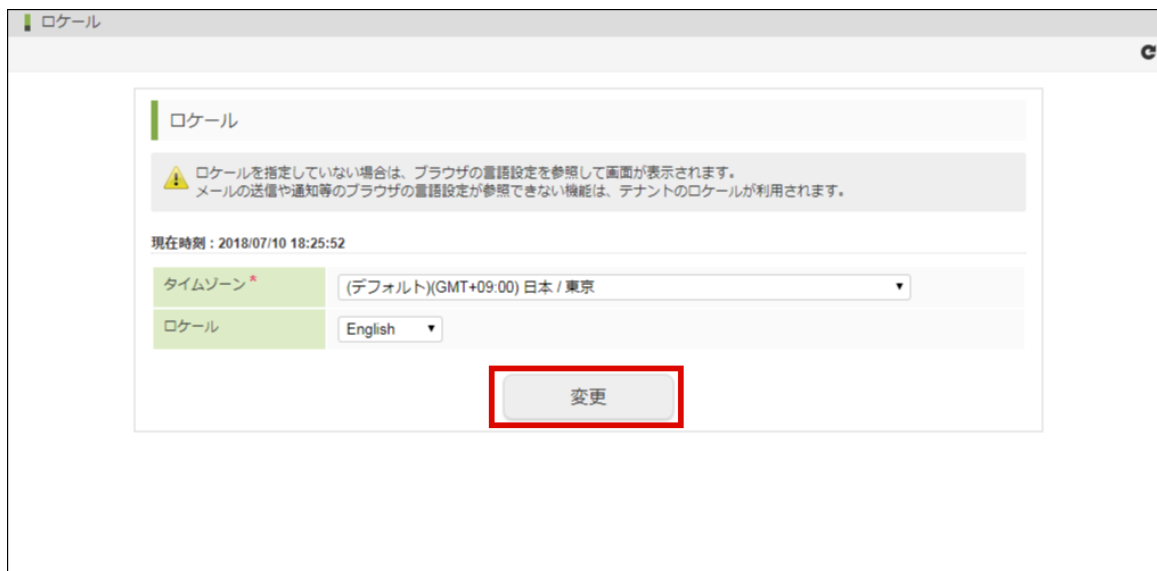 ロケール
ロケール
ロケールを指定していない場合は、ブラウザの言語設定を参照して画面が表示されます。
メールの送信や通知等のブラウザの言語設定が参照できない機能は、テナントのロケールが利用されます。
現在時刻 : 2018/07/10 18:25:52
タイムゾーン * (デフォルト)(GMT+09:00) 日本 / 東京
ロケール English
変更